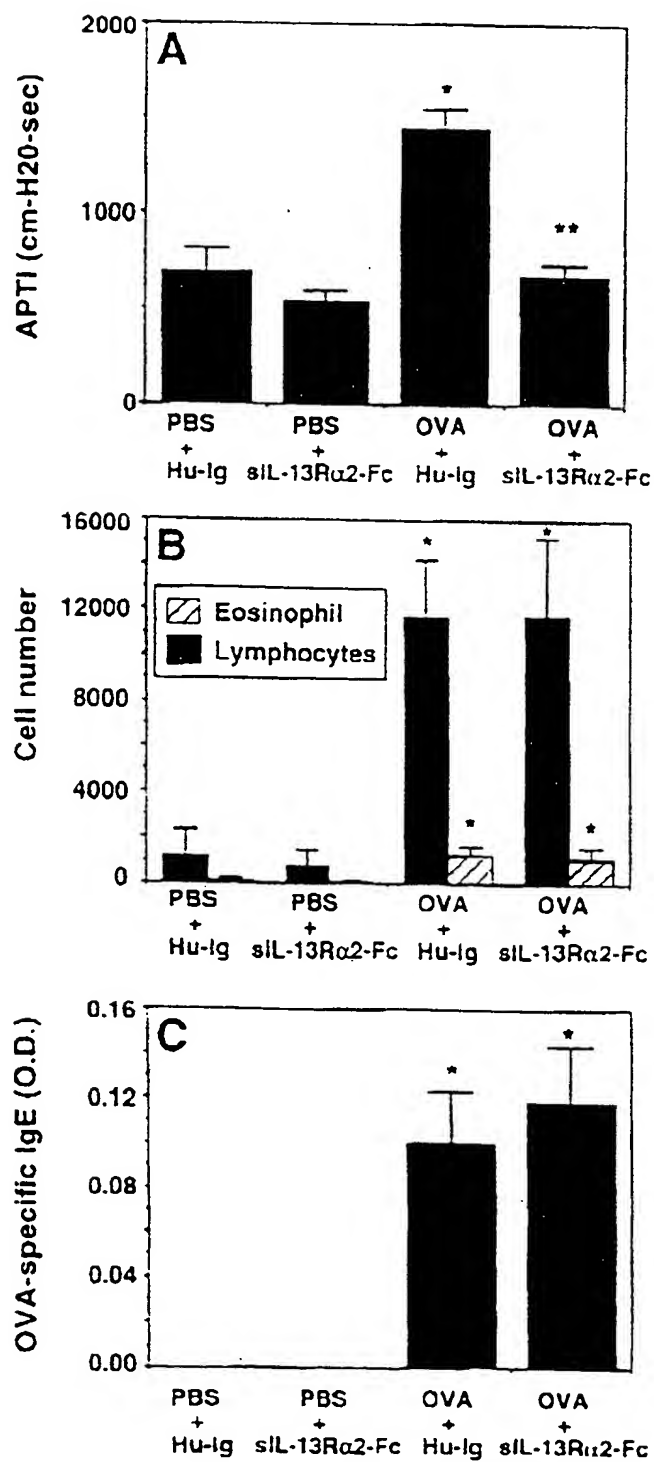 A
APTI (cm-H20-sec)
2000
1000
0
*
**
PBS + Hu-Ig
PBS + sIL-13Rα2-Fc
OVA + Hu-Ig
OVA + sIL-13Rα2-Fc
B
Cell number
16000
12000
8000
4000
0
Eosinophil
Lymphocytes
*
*
*
*
PBS + Hu-Ig
PBS + sIL-13Rα2-Fc
OVA + Hu-Ig
OVA + sIL-13Rα2-Fc
C
OVA-specific IgE (O.D.)
0.16
0.12
0.08
0.04
0.00
*
*
PBS + Hu-Ig
PBS + sIL-13Rα2-Fc
OVA + Hu-Ig
OVA + sIL-13Rα2-Fc